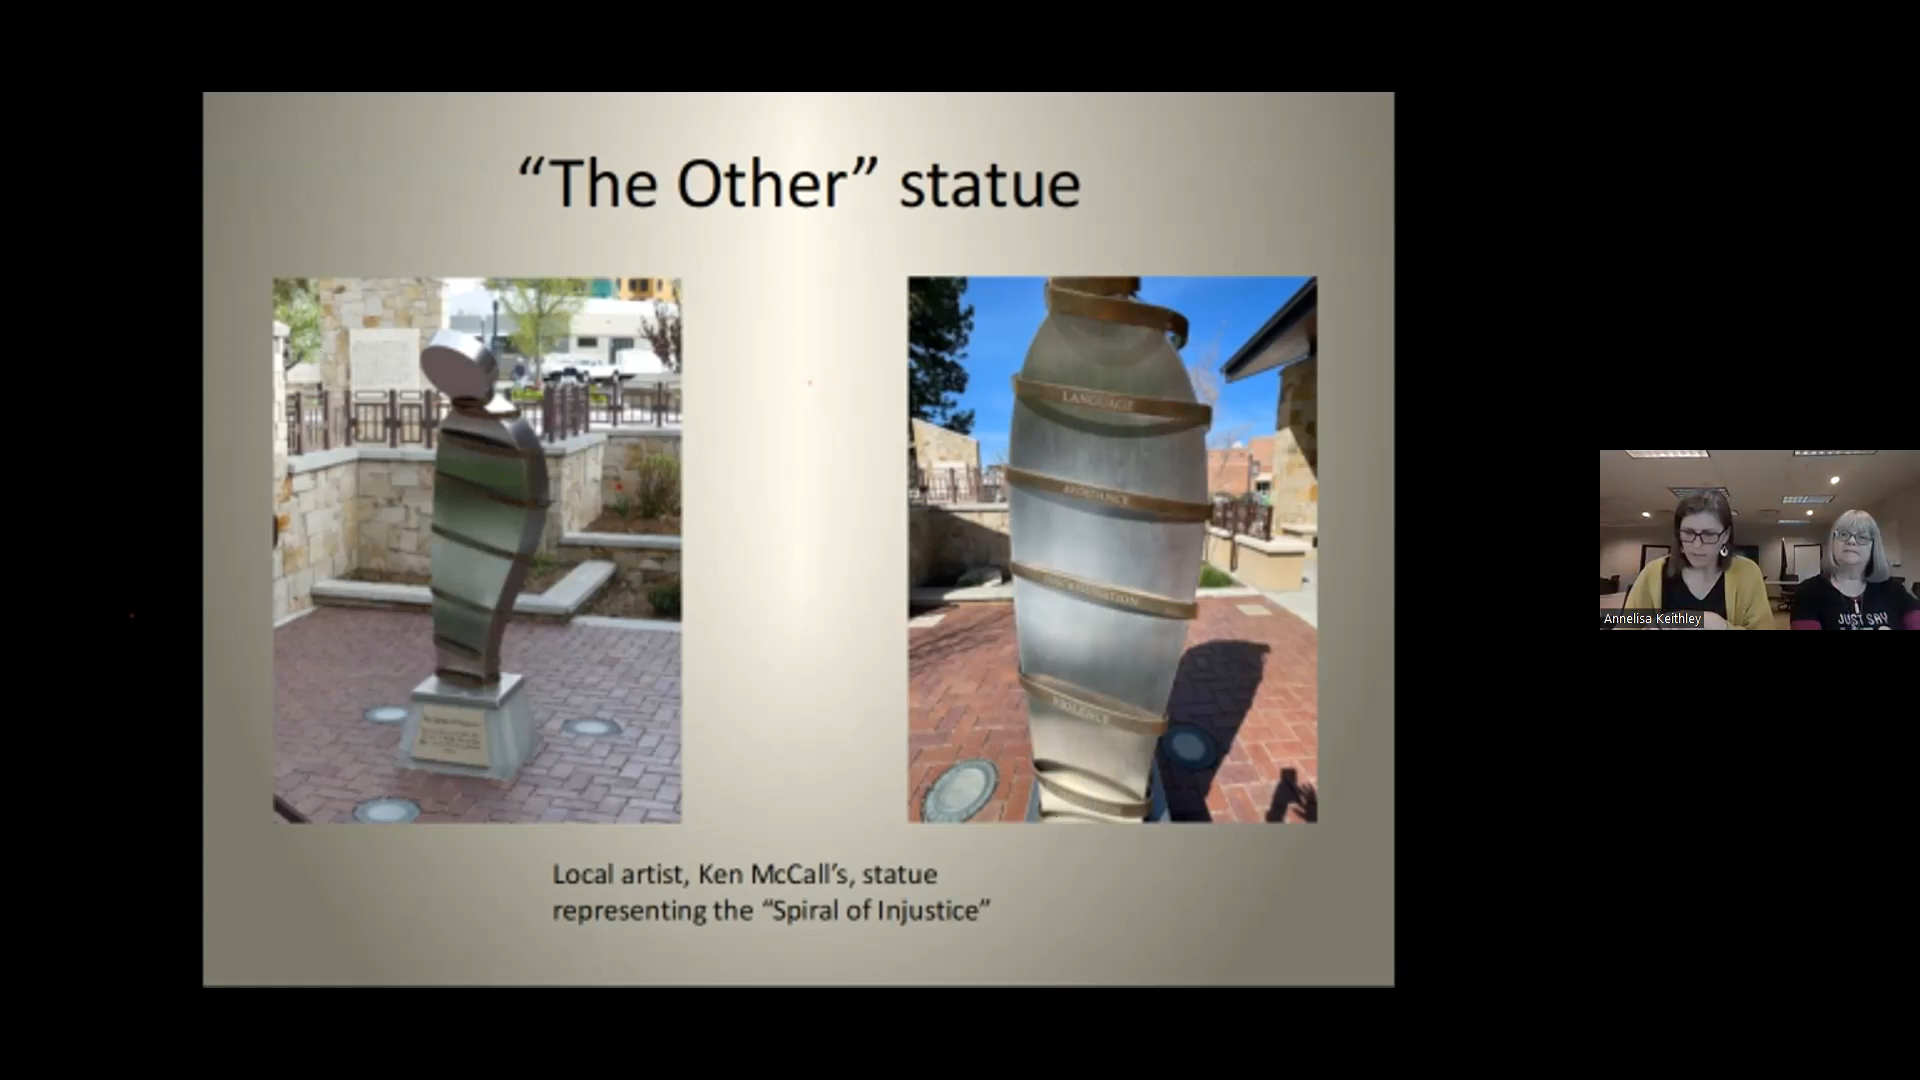 “The Other” statue
LANGUAGE
AVOIDANCE
DISCRIMINATION
VIOLENCE
Local artist, Ken McCall’s, statue
representing the “Spiral of Injustice”
Annelisa Keithley
JUST SAY